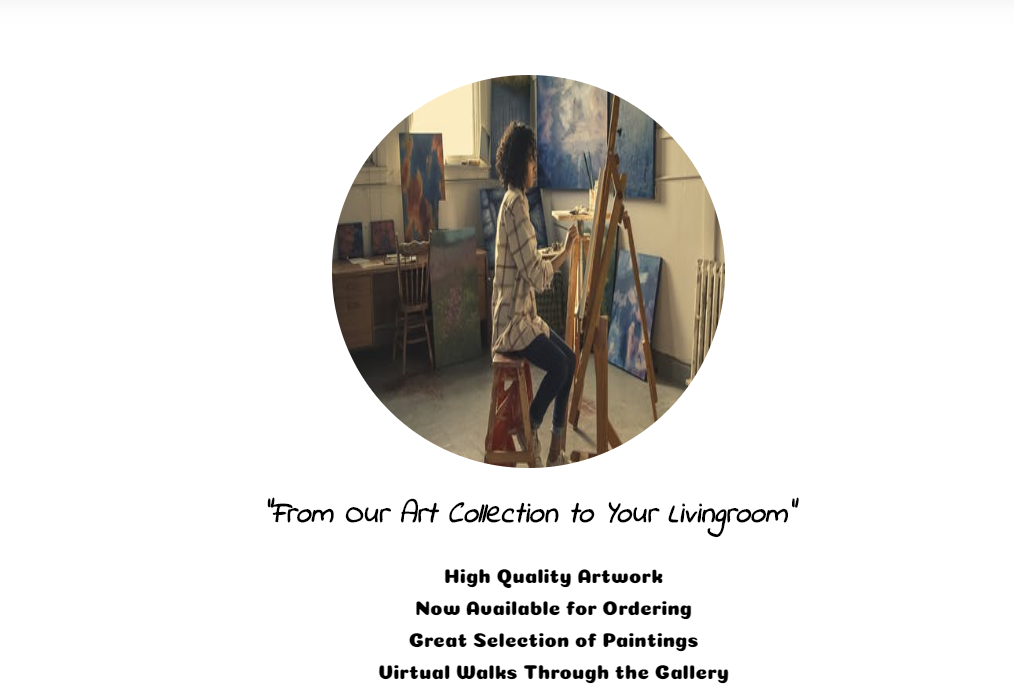 "From Our Art Collection to Your Livingroom"
High Quality Artwork
Now Available for Ordering
Great Selection of Paintings
Virtual Walks Through the Gallery